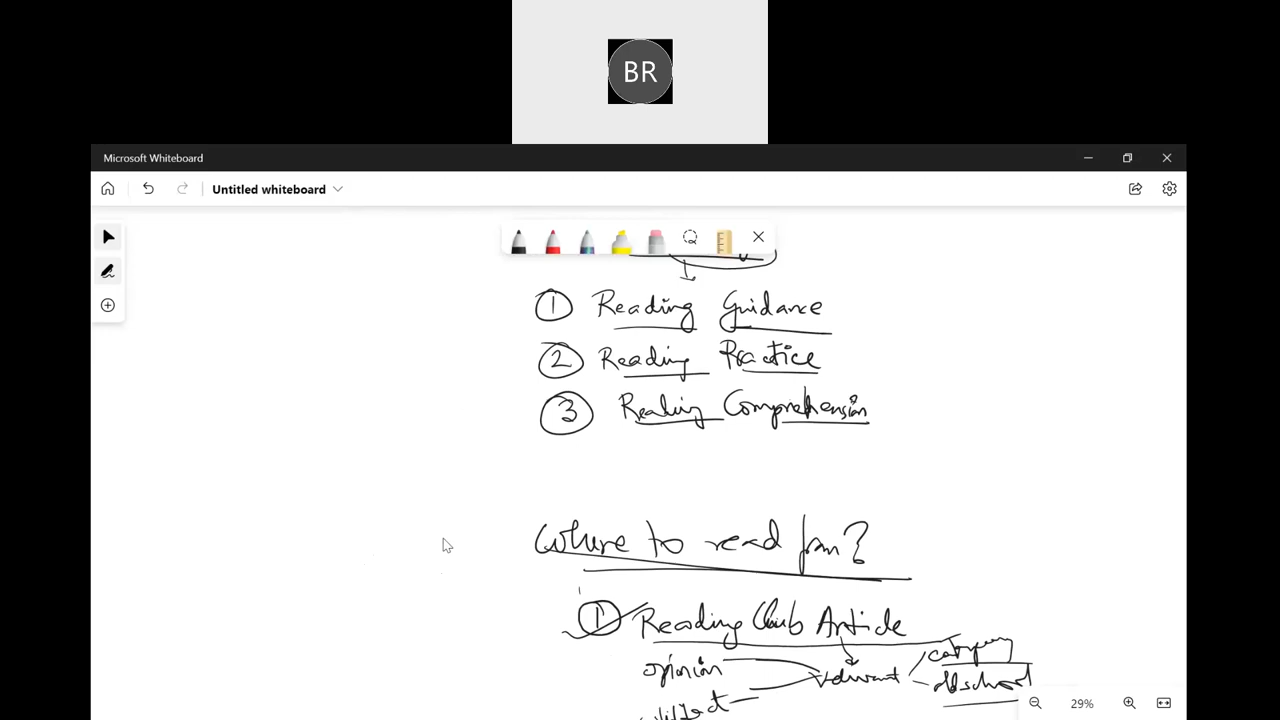 BR
Microsoft Whiteboard
Untitled whiteboard
1 Reading Guidance
2 Reading Practice
3 Reading Comprehension
Where to read from?
1 Reading Club Article
category
opinion relevant
29%